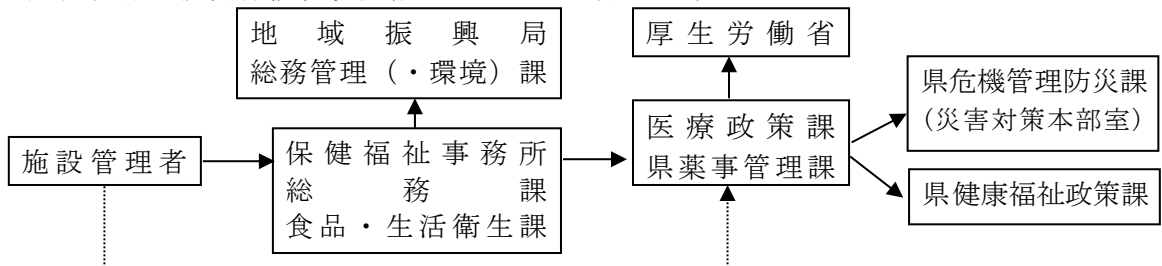 地域振興局
総務管理（・環境）課
厚生労働省
県危機管理防災課
（災害対策本部室）
医療政策課
県薬事管理課
施設管理者
保健福祉事務所
総務課
食品・生活衛生課
県健康福祉政策課